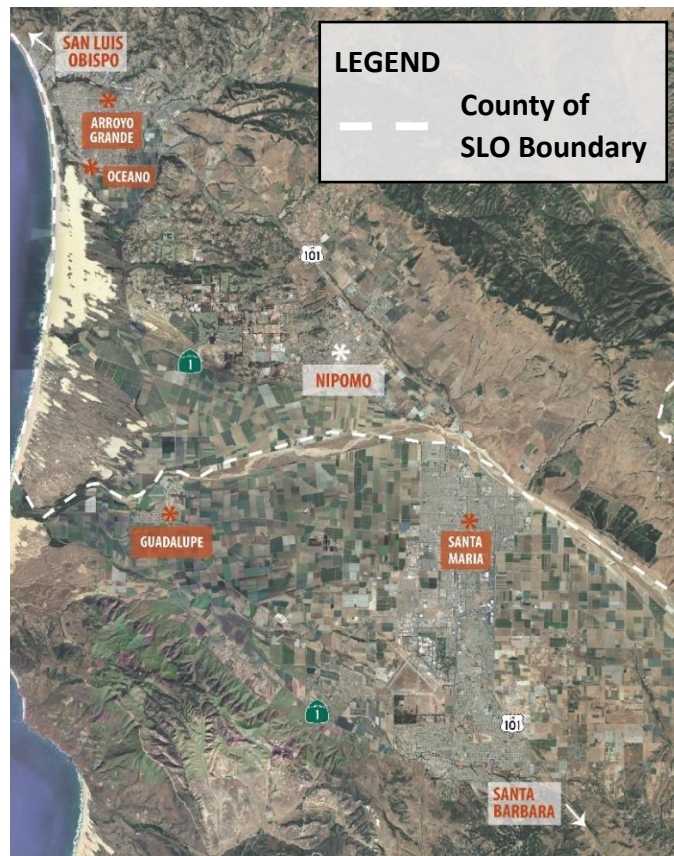 SAN LUIS
OBISPO
LEGEND
County of
SLO Boundary
ARROYO
GRANDE
OCEANO
101
1
NIPOMO
GUADALUPE
SANTA
MARIA
1
101
SANTA
BARBARA